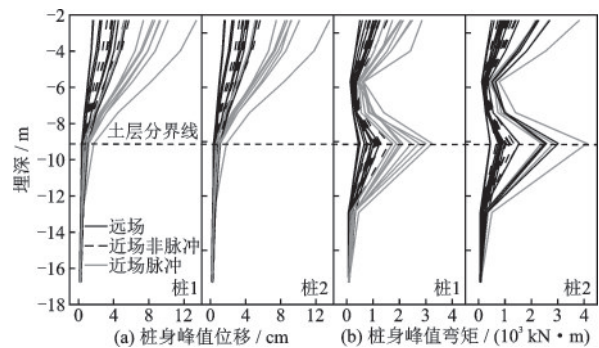 -2
-4
-6
-8
-10
-12
-14
-16
-18
埋深 / m
土层分界线
远场
近场非脉冲
近场脉冲
桩1
桩2
桩1
桩2
0 4 8 12 0 4 8 12 0 1 2 3 4 0 1 2 3 4
(a) 桩身峰值位移 / cm (b) 桩身峰值弯矩 / (10³ kN·m)